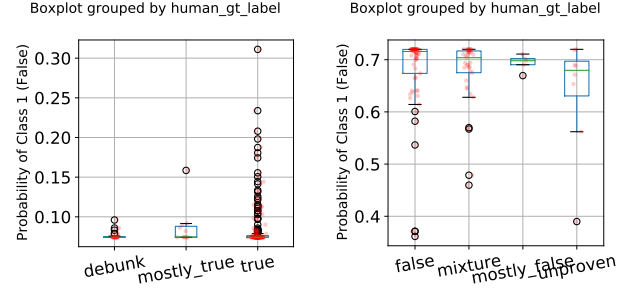 Boxplot grouped by human_gt_label
Probability of Class 1 (False)
0.30
0.25
0.20
0.15
0.10
debunk
mostly_true
true
Boxplot grouped by human_gt_label
Probability of Class 1 (False)
0.7
0.6
0.5
0.4
false
mixture
mostly_false
unproven